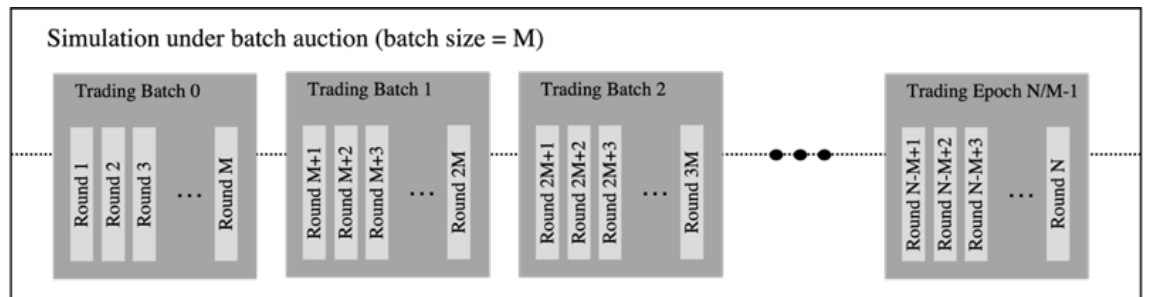 Simulation under batch auction (batch size = M)
Trading Batch 0
Round 1
Round 2
Round 3
...
Round M
Trading Batch 1
Round M+1
Round M+2
Round M+3
...
Round 2M
Trading Batch 2
Round 2M+1
Round 2M+2
Round 2M+3
...
Round 3M
Trading Epoch N/M-1
Round N-M+1
Round N-M+2
Round N-M+3
...
Round N